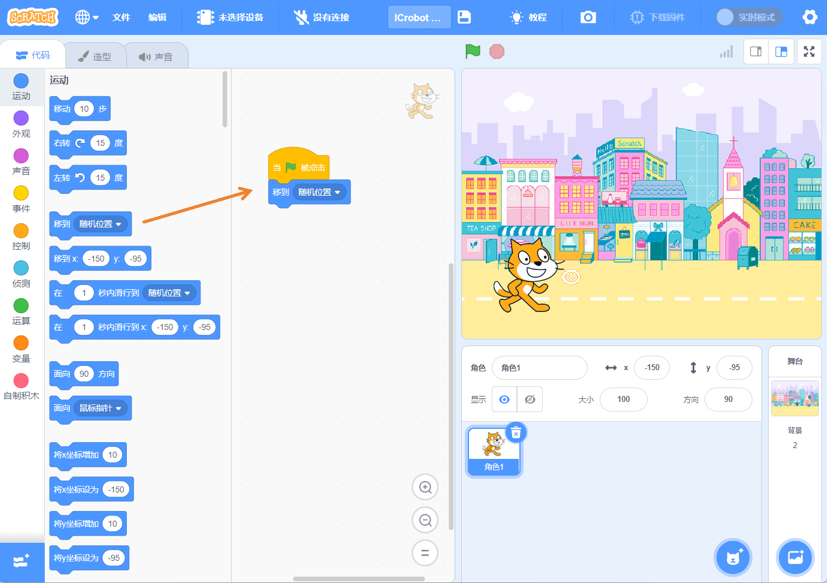 SCRATCH
文件
编辑
未选择设备
没有连接
ICrobot ...
教程
下载固件
实时模式
代码
造型
声音
运动
外观
声音
事件
控制
侦测
运算
变量
自制积木
运动
移动 10 步
右转 15 度
左转 15 度
移到 随机位置
移到 x: -150 y: -95
在 1 秒内滑行到 随机位置
在 1 秒内滑行到 x: -150 y: -95
面向 90 方向
面向 鼠标指针
将x坐标增加 10
将x坐标设为 -150
将y坐标增加 10
将y坐标设为 -95
当 被点击
移到 随机位置
Hello Scratch
TEA SHOP
CAKE
角色 角色1 x -150 y -95
显示 大小 100 方向 90
角色1
舞台
背景
2